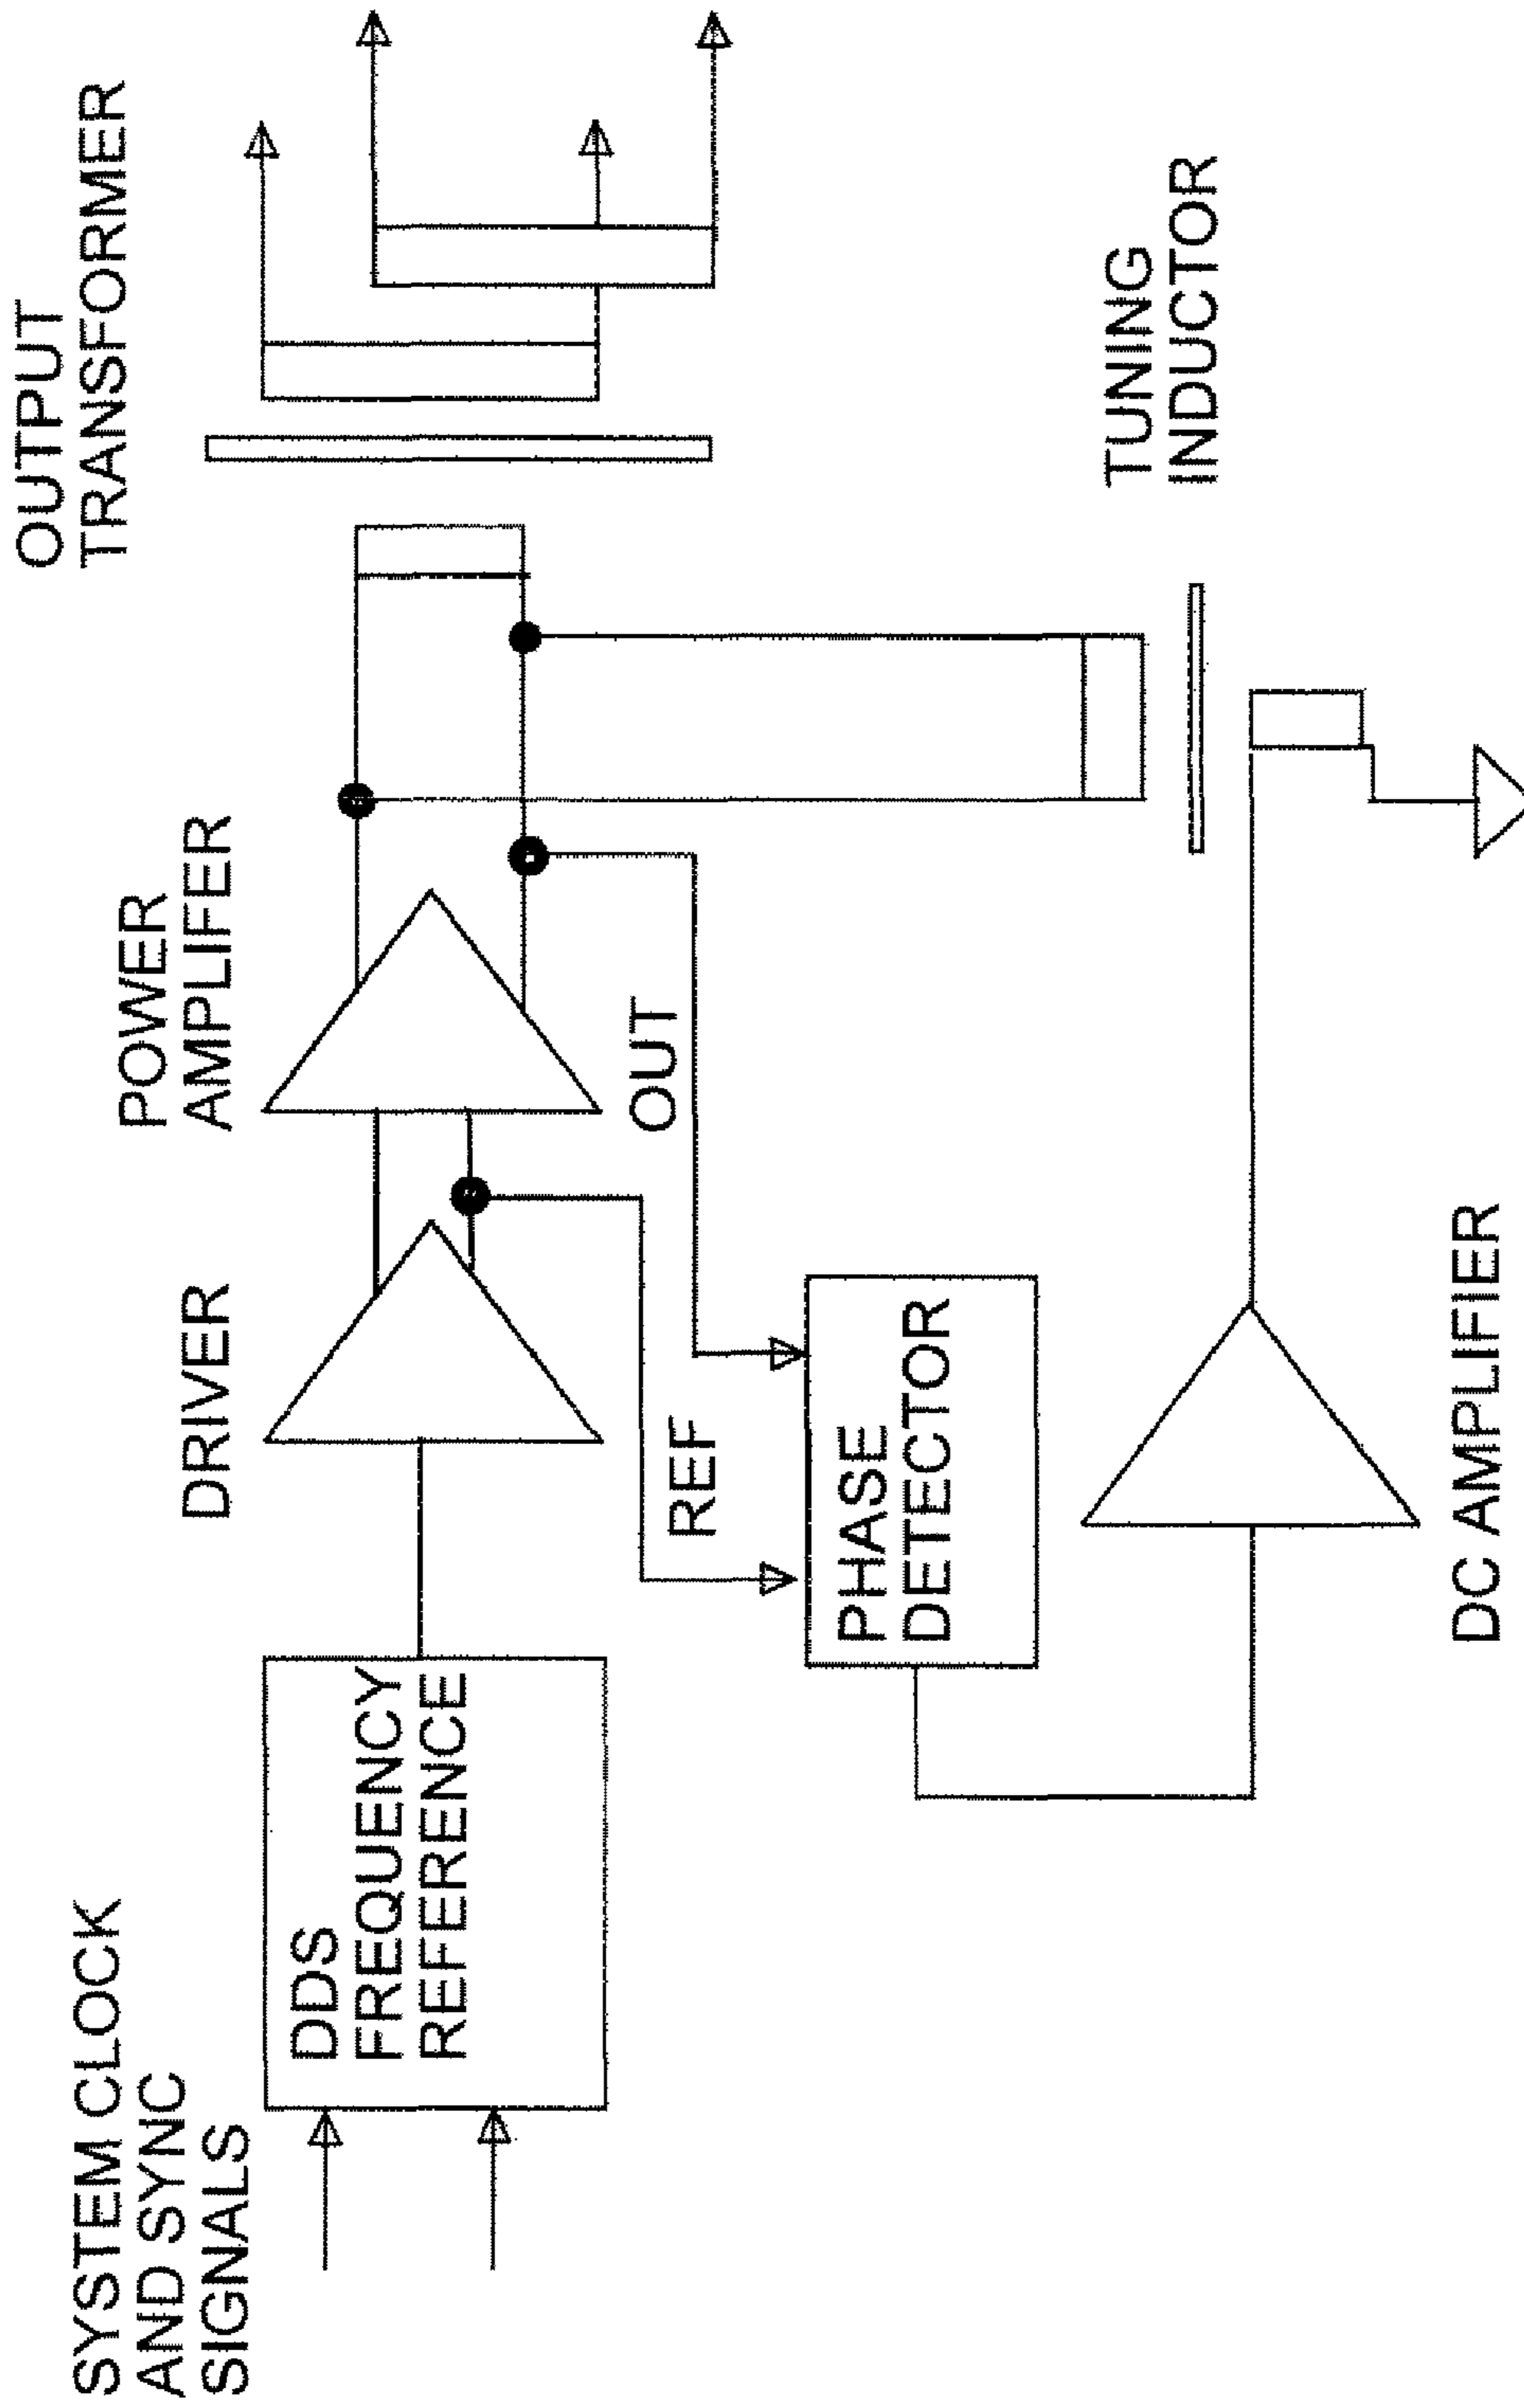 SYSTEM CLOCK
AND SYNC
SIGNALS
DDS
FREQUENCY
REFERENCE
DRIVER
POWER
AMPLIFER
OUTPUT
TRANSFORMER
REF
OUT
PHASE
DETECTOR
TUNING
INDUCTOR
DC AMPLIFIER